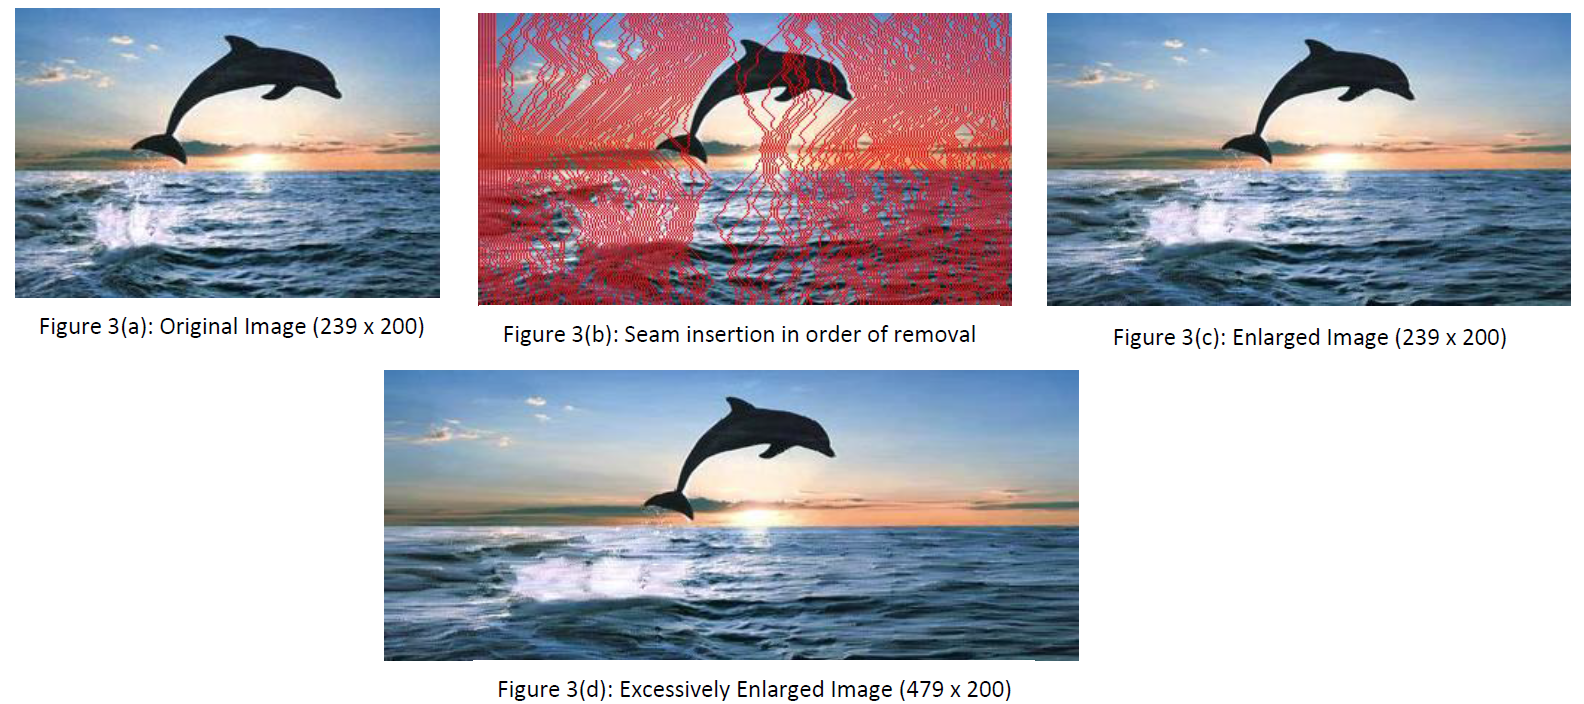 Figure 3(a): Original Image (239 x 200)
Figure 3(b): Seam insertion in order of removal
Figure 3(c): Enlarged Image (239 x 200)
Figure 3(d): Excessively Enlarged Image (479 x 200)